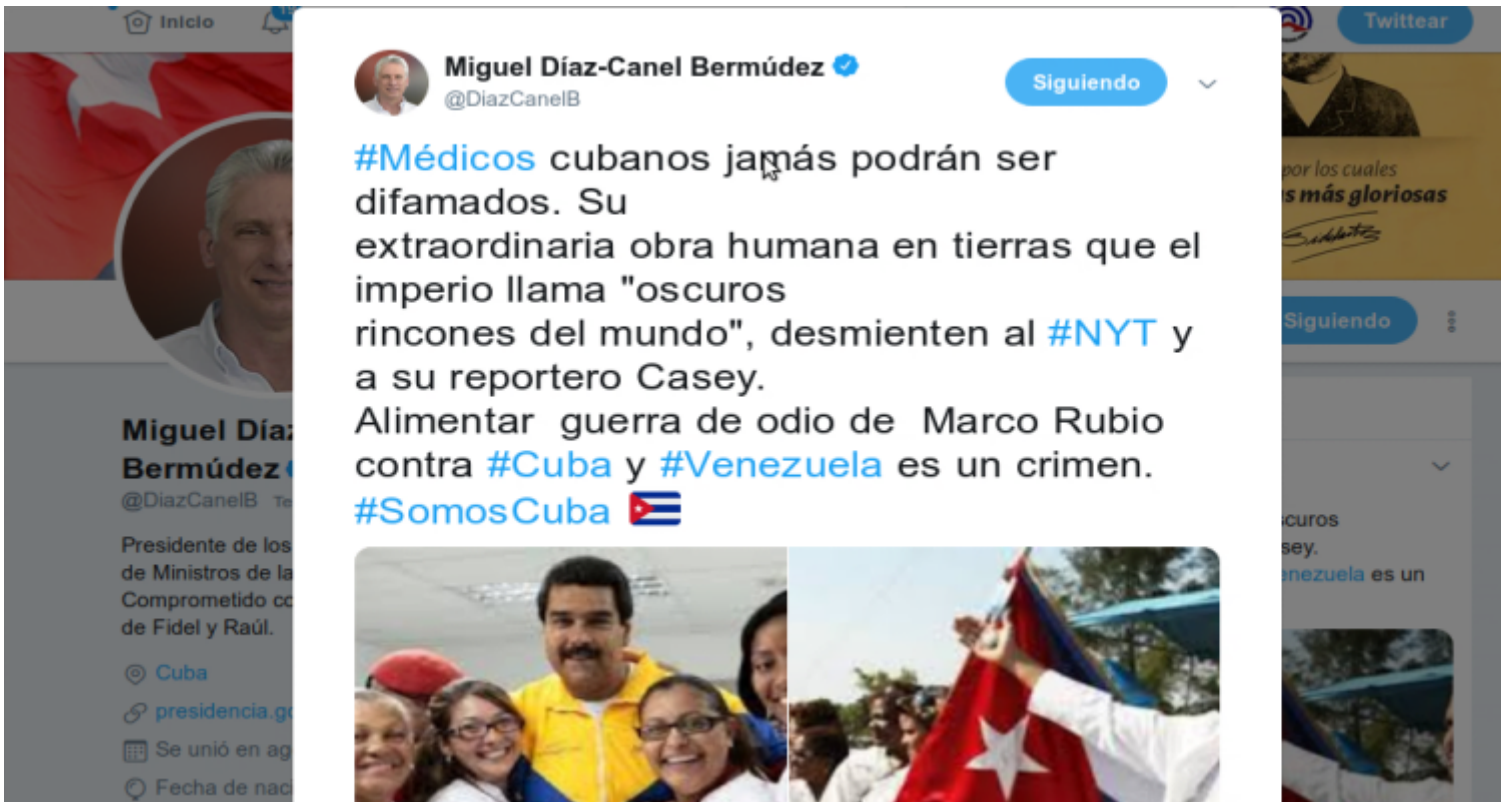 Inicio
Twittear
Miguel Díaz-Canel Bermúdez
@DiazCanelB
Siguiendo
#Médicos cubanos jamás podrán ser
difamados. Su
extraordinaria obra humana en tierras que el
imperio llama "oscuros
rincones del mundo", desmienten al #NYT y
a su reportero Casey.
Alimentar guerra de odio de Marco Rubio
contra #Cuba y #Venezuela es un crimen.
#SomosCuba
por los cuales
s más gloriosas
Siguiendo
Miguel Díaz
Bermúdez
@DiazCanelB Te
Presidente de los
de Ministros de la
Comprometido co
de Fidel y Raúl.
Cuba
presidencia.go
Se unió en ag
Fecha de naci
scuros
sey.
enezuela es un